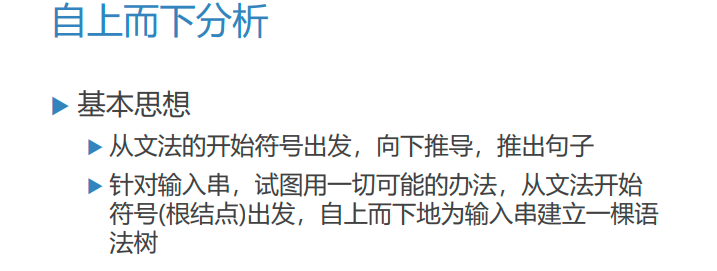 自上而下分析
基本思想
从文法的开始符号出发，向下推导，推出句子
针对输入串，试图用一切可能的办法，从文法开始
符号(根结点)出发，自上而下地为输入串建立一棵语
法树